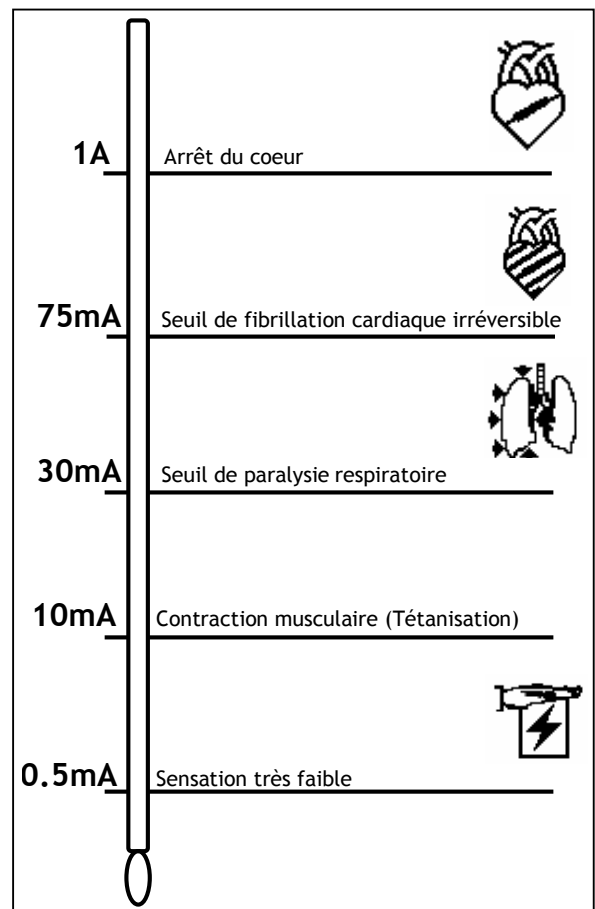 1A Arrêt du coeur
75mA Seuil de fibrillation cardiaque irréversible
30mA Seuil de paralysie respiratoire
10mA Contraction musculaire (Tétanisation)
0.5mA Sensation très faible